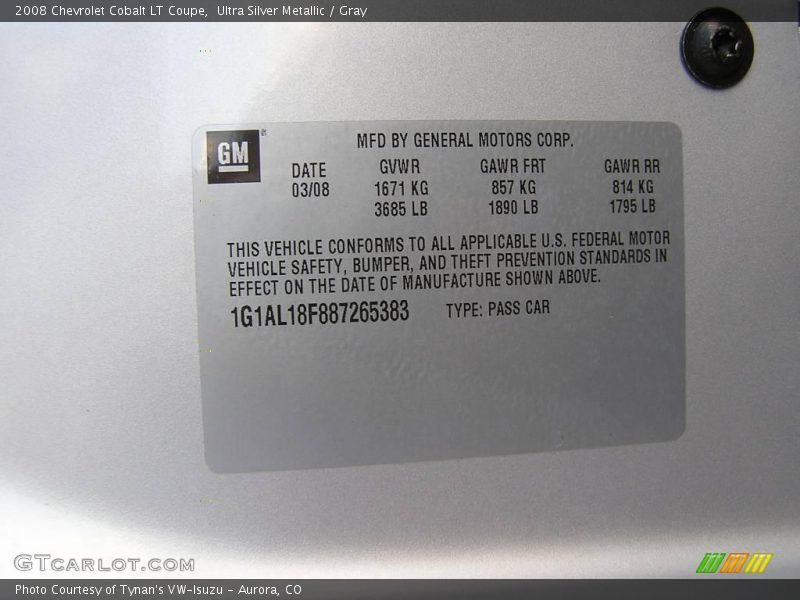 2008 Chevrolet Cobalt LT Coupe,  Ultra Silver Metallic / Gray
GM ®
MFD BY GENERAL MOTORS CORP.
DATE GVWR GAWR FRT GAWR RR
03/08 1671 KG 857 KG 814 KG
3685 LB 1890 LB 1795 LB
THIS VEHICLE CONFORMS TO ALL APPLICABLE U.S. FEDERAL MOTOR
VEHICLE SAFETY, BUMPER, AND THEFT PREVENTION STANDARDS IN
EFFECT ON THE DATE OF MANUFACTURE SHOWN ABOVE.
1G1AL18F887265383 TYPE: PASS CAR
GTCARLOT.COM
Photo Courtesy of Tynan's VW-Isuzu - Aurora, CO